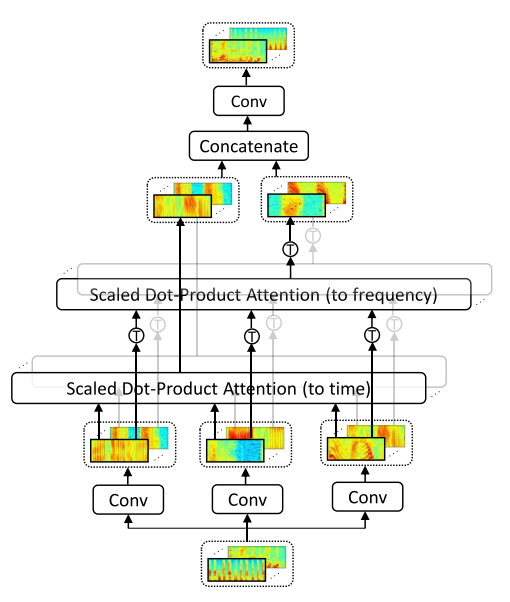 Conv
Concatenate
T
T
Scaled Dot-Product Attention (to frequency)
T T T T T T
Scaled Dot-Product Attention (to time)
Conv Conv Conv